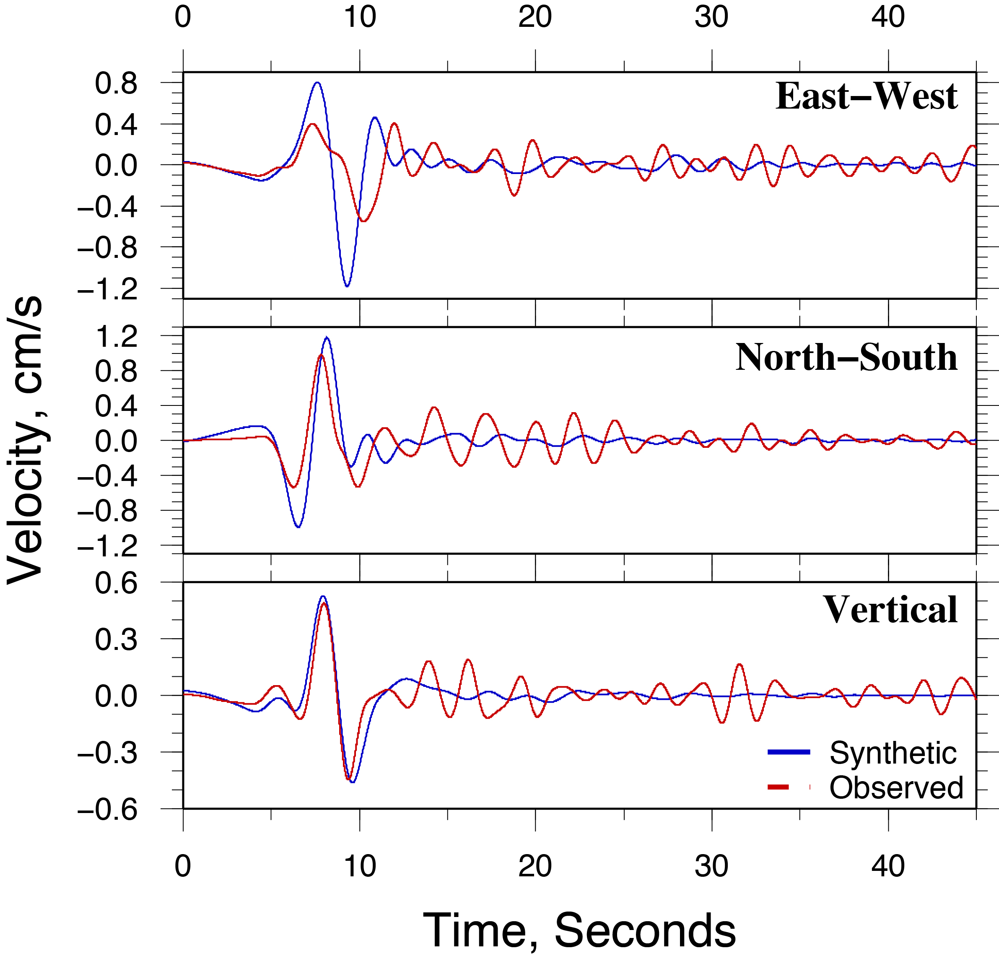 0 10 20 30 40
East−West
0.8
0.4
0.0
−0.4
−0.8
−1.2
North−South
1.2
0.8
0.4
0.0
−0.4
−0.8
−1.2
Vertical
0.6
0.3
0.0
−0.3
−0.6
Synthetic
Observed
Velocity, cm/s
0 10 20 30 40
Time, Seconds